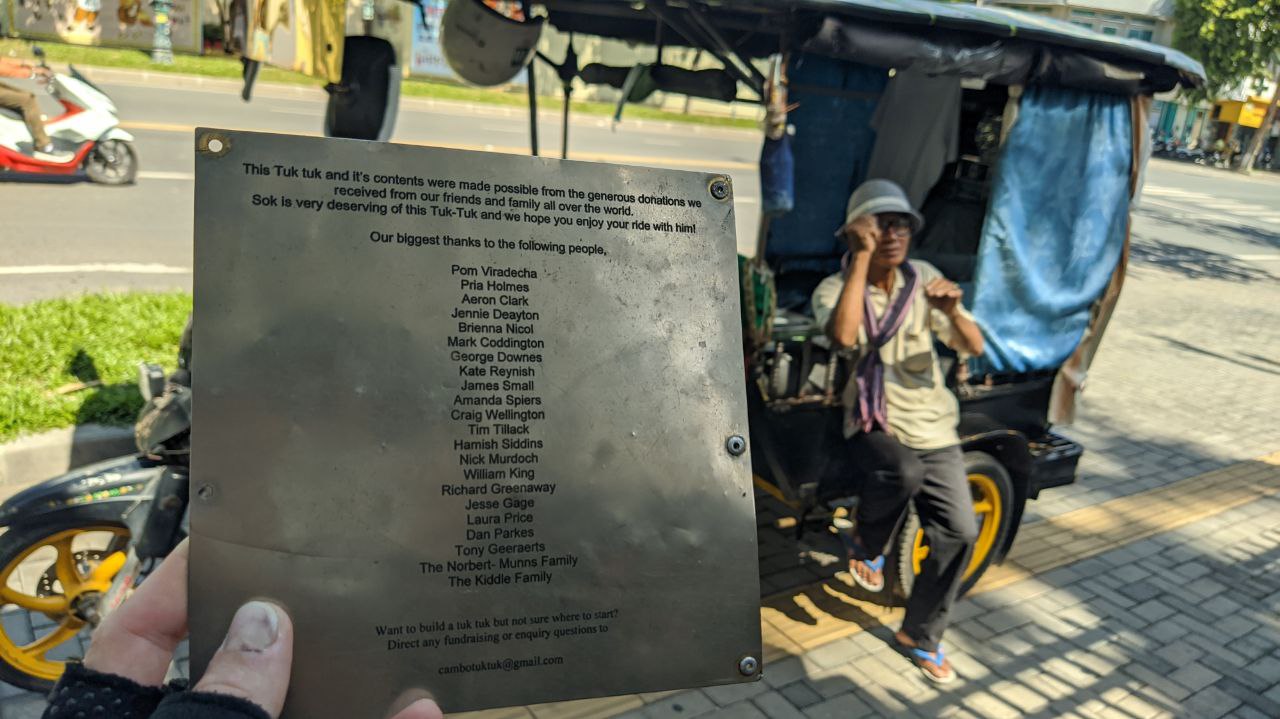 This Tuk tuk and it's contents were made possible from the generous donations we
received from our friends and family all over the world.
Sok is very deserving of this Tuk-Tuk and we hope you enjoy your ride with him!
Our biggest thanks to the following people,
Pom Viradecha
Pria Holmes
Aeron Clark
Jennie Deayton
Brienna Nicol
Mark Coddington
George Downes
Kate Reynish
James Small
Amanda Spiers
Craig Wellington
Tim Tillack
Hamish Siddins
Nick Murdoch
William King
Richard Greenaway
Jesse Gage
Laura Price
Dan Parkes
Tony Geeraerts
The Norbert- Munns Family
The Kiddle Family
Want to build a tuk tuk but not sure where to start?
Direct any fundraising or enquiry questions to
cambotuktuk@gmail.com